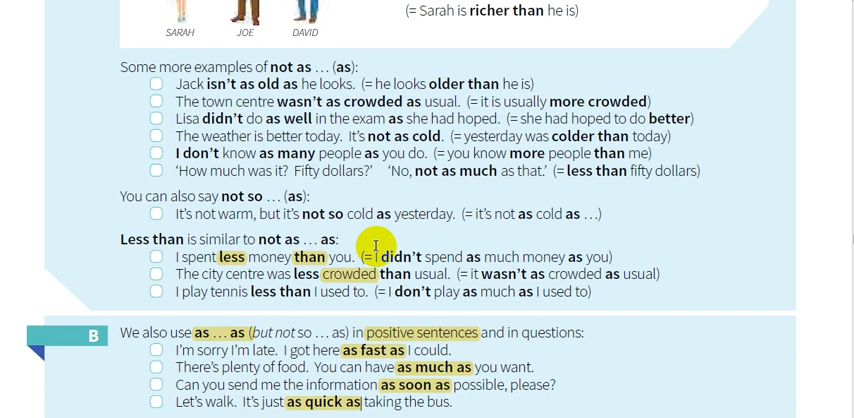 (= Sarah is richer than he is)
SARAH JOE DAVID
Some more examples of not as … (as):
Jack isn’t as old as he looks. (= he looks older than he is)
The town centre wasn’t as crowded as usual. (= it is usually more crowded)
Lisa didn’t do as well in the exam as she had hoped. (= she had hoped to do better)
The weather is better today. It’s not as cold. (= yesterday was colder than today)
I don’t know as many people as you do. (= you know more people than me)
‘How much was it? Fifty dollars?’ ‘No, not as much as that.’ (= less than fifty dollars)
You can also say not so … (as):
It’s not warm, but it’s not so cold as yesterday. (= it’s not as cold as …)
Less than is similar to not as … as:
I spent less money than you. (= I didn’t spend as much money as you)
The city centre was less crowded than usual. (= it wasn’t as crowded as usual)
I play tennis less than I used to. (= I don’t play as much as I used to)
B We also use as … as (but not so … as) in positive sentences and in questions:
I’m sorry I’m late. I got here as fast as I could.
There’s plenty of food. You can have as much as you want.
Can you send me the information as soon as possible, please?
Let’s walk. It’s just as quick as taking the bus.